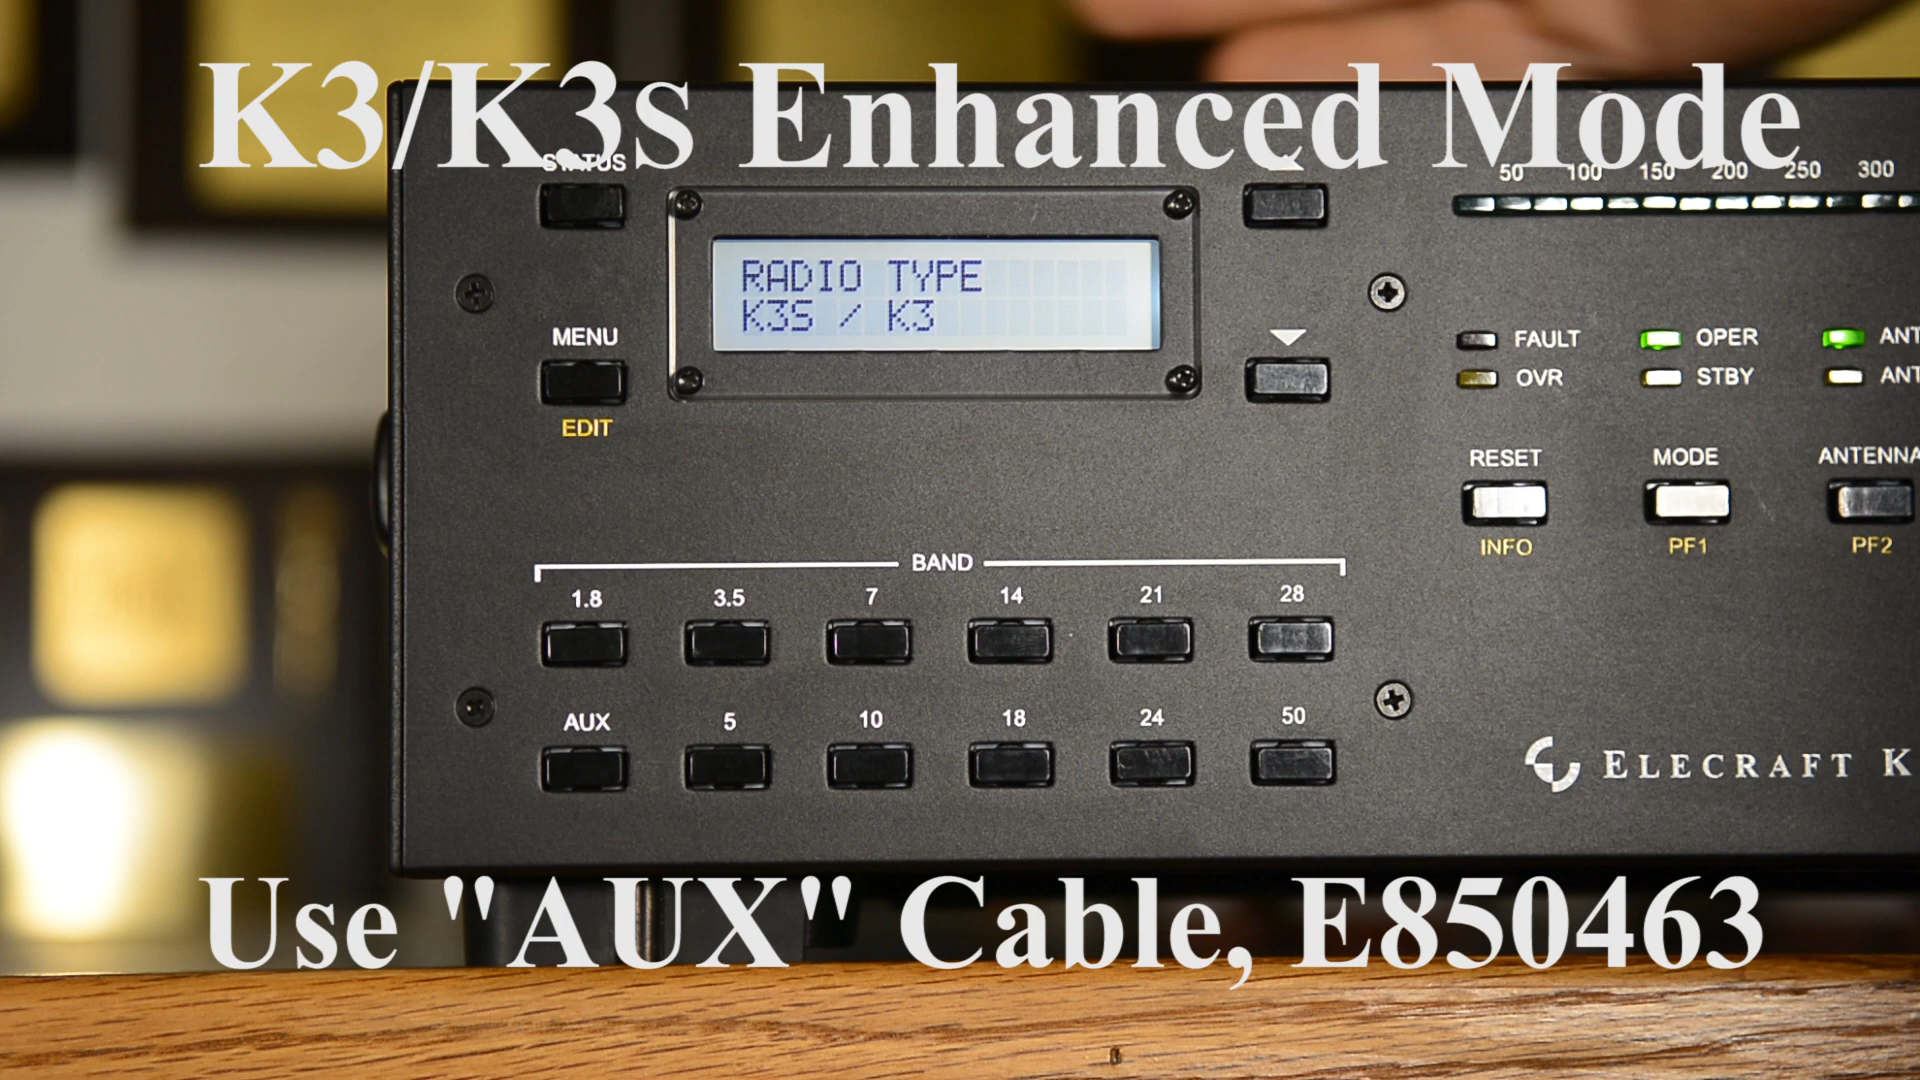 K3/K3s Enhanced Mode
STATUS
50 100 150 200 250 300
RADIO TYPE
K3S / K3
MENU
EDIT
FAULT OPER ANT
OVR STBY ANT
RESET MODE ANTENNA
INFO PF1 PF2
BAND
1.8 3.5 7 14 21 28
AUX 5 10 18 24 50
ELECRAFT K
Use "AUX" Cable, E850463